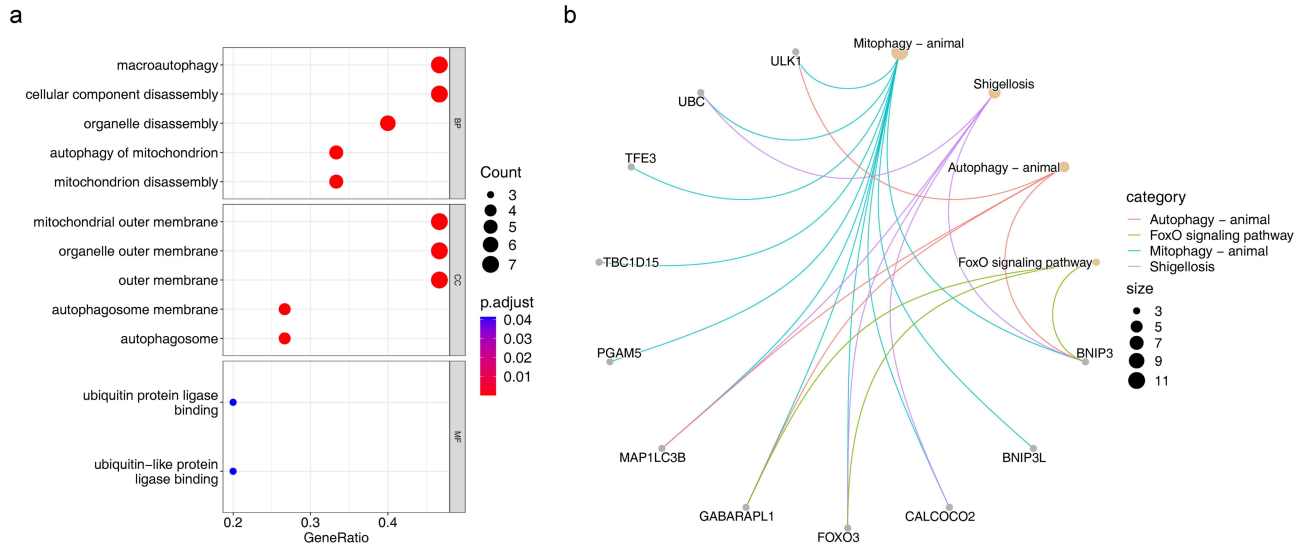 a
macroautophagy
cellular component disassembly
organelle disassembly
autophagy of mitochondrion
mitochondrion disassembly
BP
mitochondrial outer membrane
organelle outer membrane
outer membrane
autophagosome membrane
autophagosome
CC
ubiquitin protein ligase
binding
ubiquitin-like protein
ligase binding
MF
0.2 0.3 0.4
GeneRatio
Count
3
4
5
6
7
p.adjust
0.04
0.03
0.02
0.01
b
Mitophagy - animal
ULK1
Shigellosis
UBC
TFE3
Autophagy - animal
TBC1D15
FoxO signaling pathway
PGAM5
BNIP3
MAP1LC3B
BNIP3L
GABARAPL1
CALCOCO2
FOXO3
category
Autophagy - animal
FoxO signaling pathway
Mitophagy - animal
Shigellosis
size
3
5
7
9
11